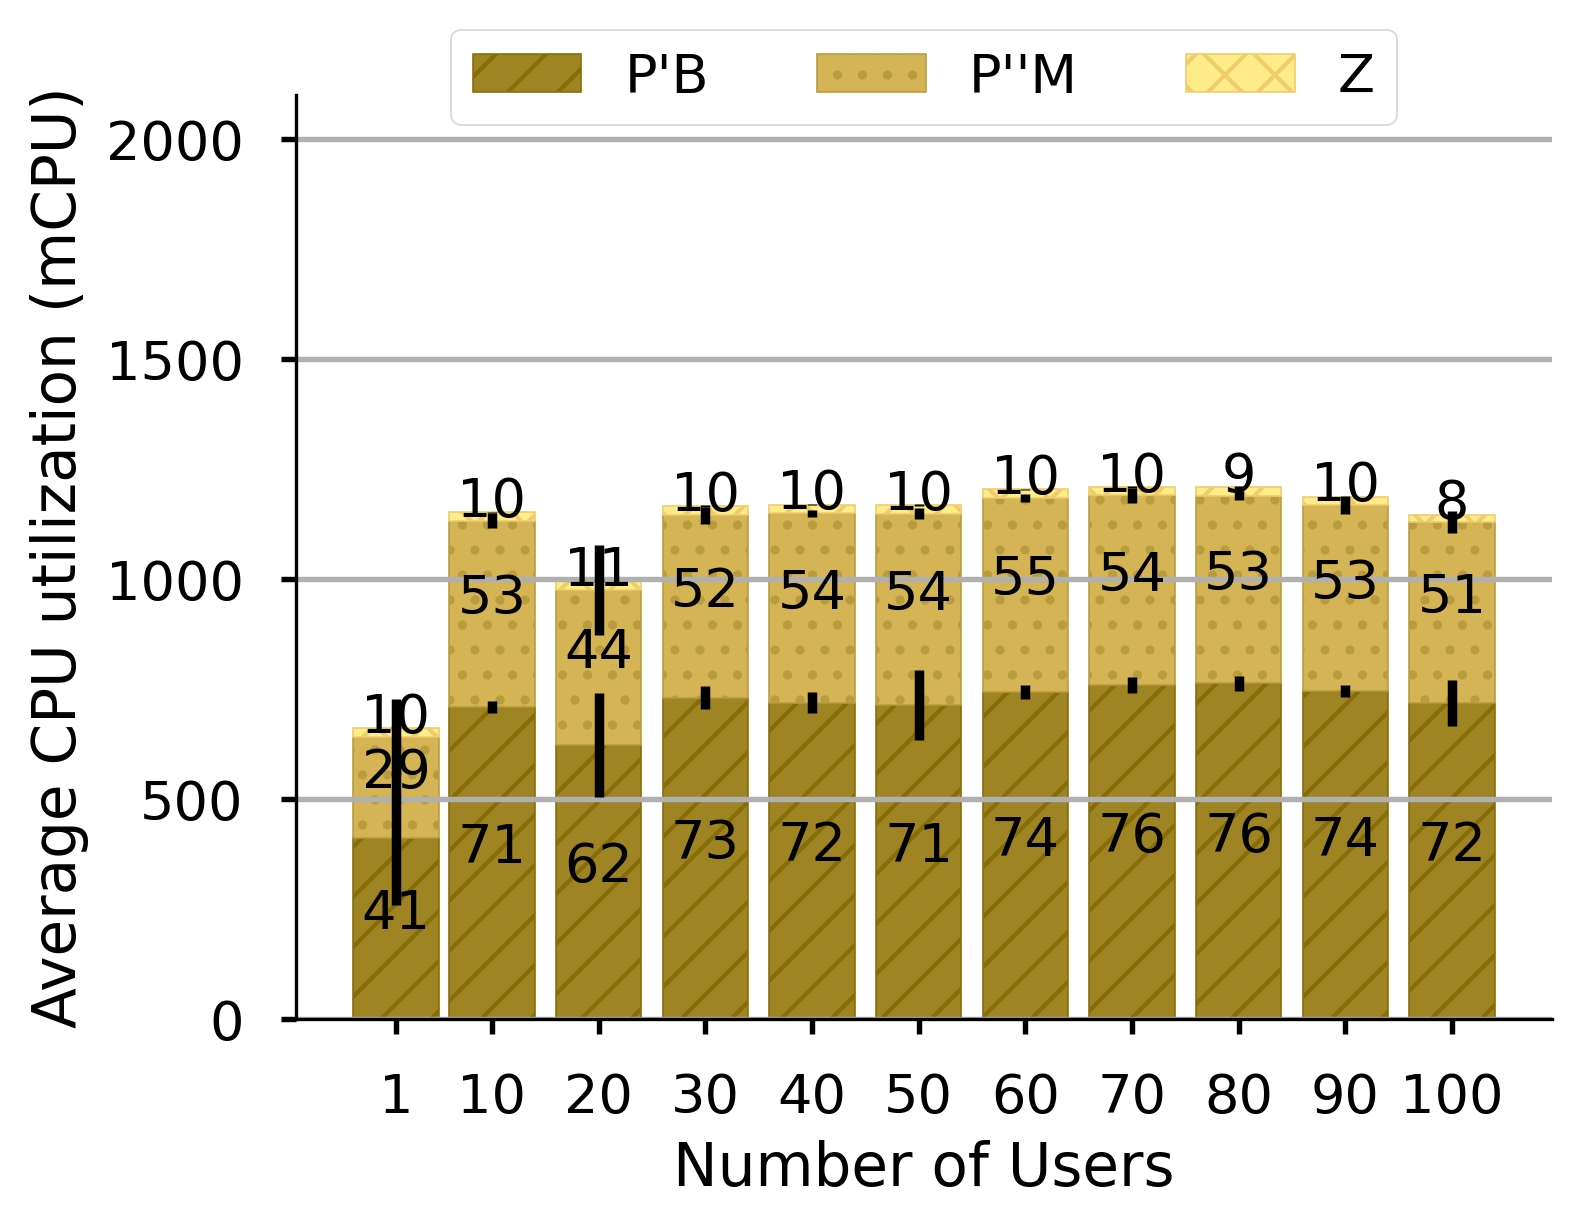 P'B P''M Z
Average CPU utilization (mCPU)
2000
1500
1000
500
0
10 10 11 10 10 10 10 10 9 10 8
29 53 44 52 54 54 55 54 53 53 51
41 71 62 73 72 71 74 76 76 74 72
1 10 20 30 40 50 60 70 80 90 100
Number of Users